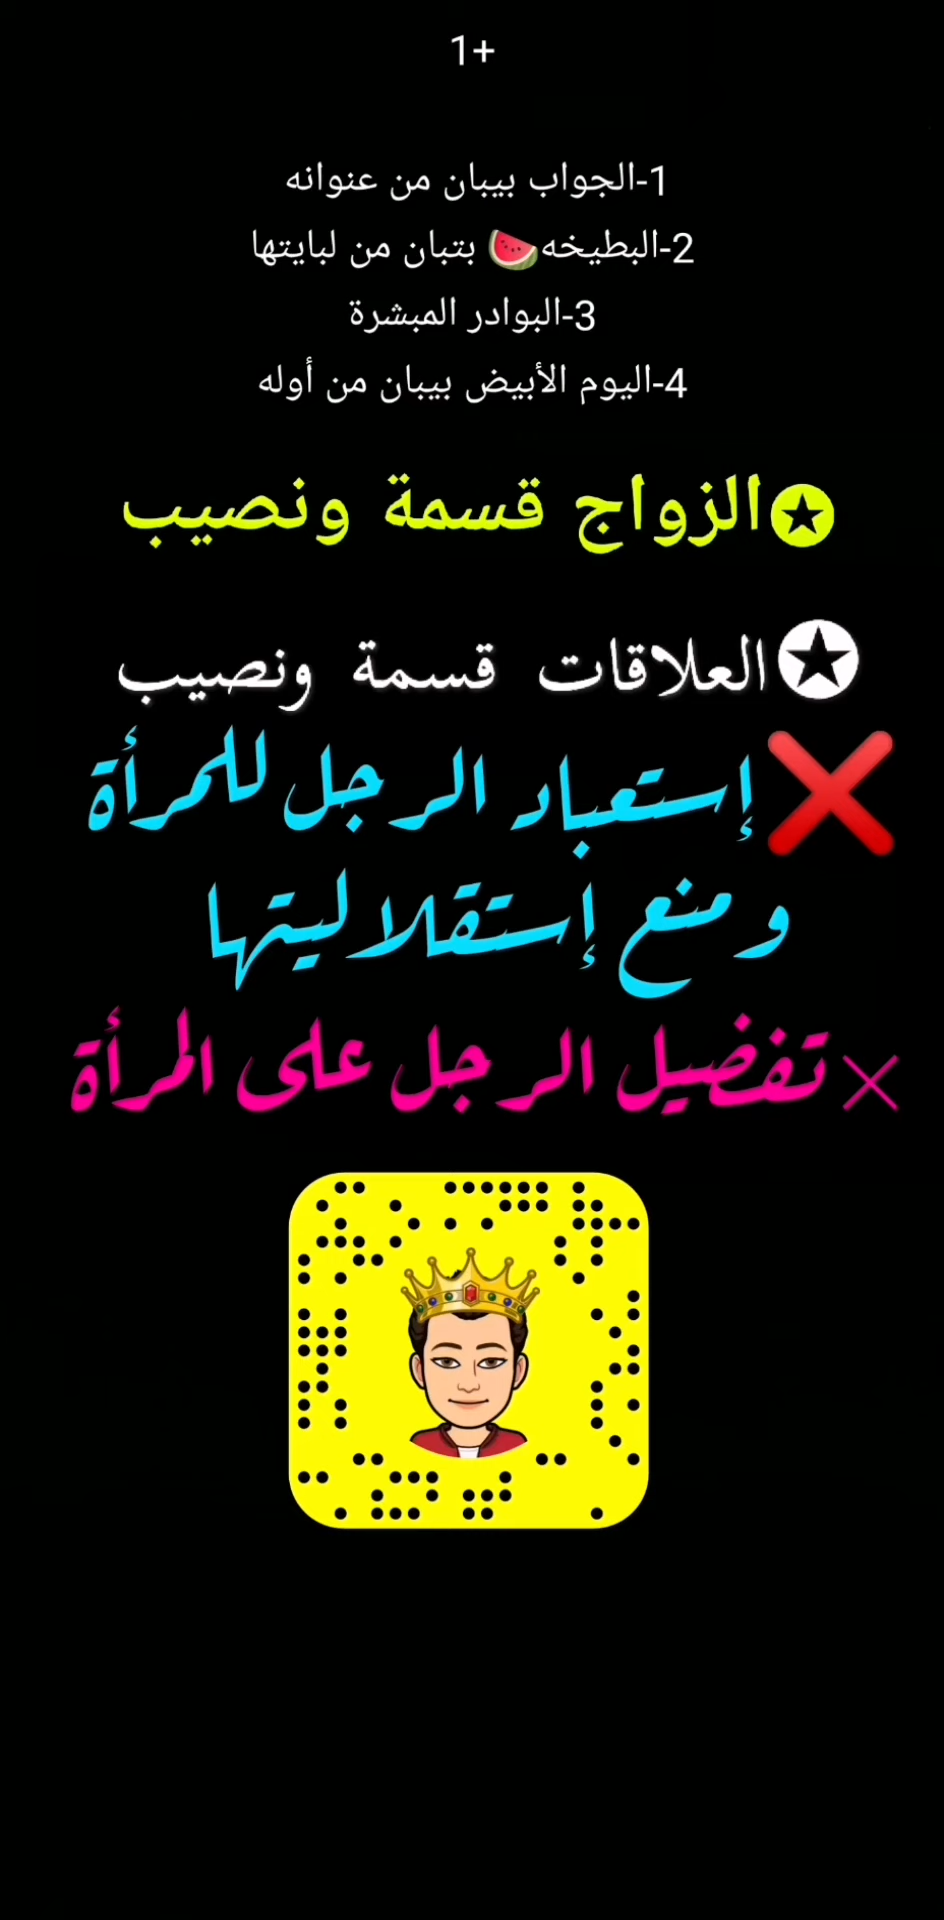 1+
1-الجواب بيبان من عنوانه
2-البطيخه🍉 بتبان من لبايتها
3-البوادر المبشرة
4-اليوم الأبيض بيبان من أوله
✪الزواج قسمة ونصيب
✪العلاقات قسمة ونصيب
❌إستعباد الرجل للمرأة
ومنع إستقلاليتها
×تفضيل الرجل على المرأة